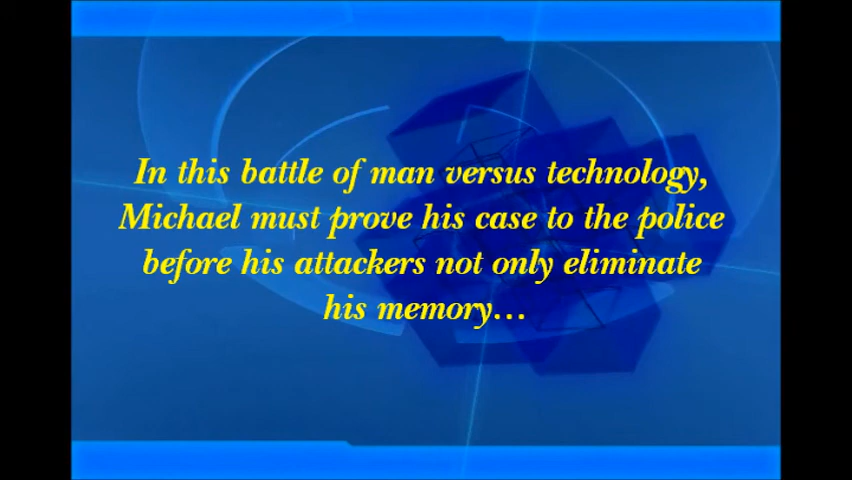 In this battle of man versus technology,
Michael must prove his case to the police
before his attackers not only eliminate
his memory...